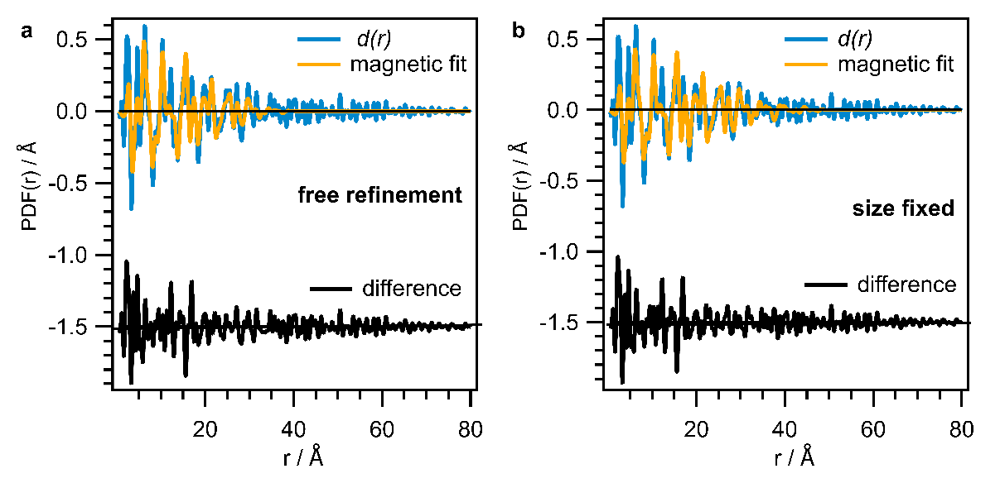 a
PDF(r) / Å
0.5
0.0
-0.5
-1.0
-1.5
d(r)
magnetic fit
free refinement
difference
20
40
60
80
r / Å
b
PDF(r) / Å
0.5
0.0
-0.5
-1.0
-1.5
d(r)
magnetic fit
size fixed
difference
20
40
60
80
r / Å